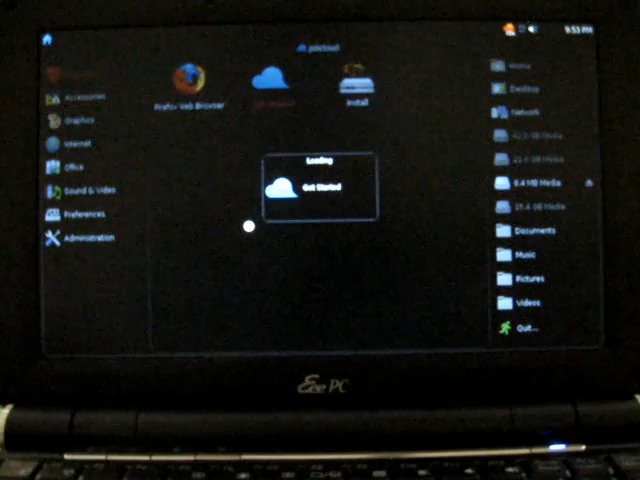 9:53 PM
jolicloud
Accessories
Graphics
Internet
Office
Sound & Video
Preferences
Administration
Firefox Web Browser
Install
Loading
Get Started
Home
Desktop
Network
8.4 MB Media
Documents
Music
Pictures
Videos
Quit...
Eee PC